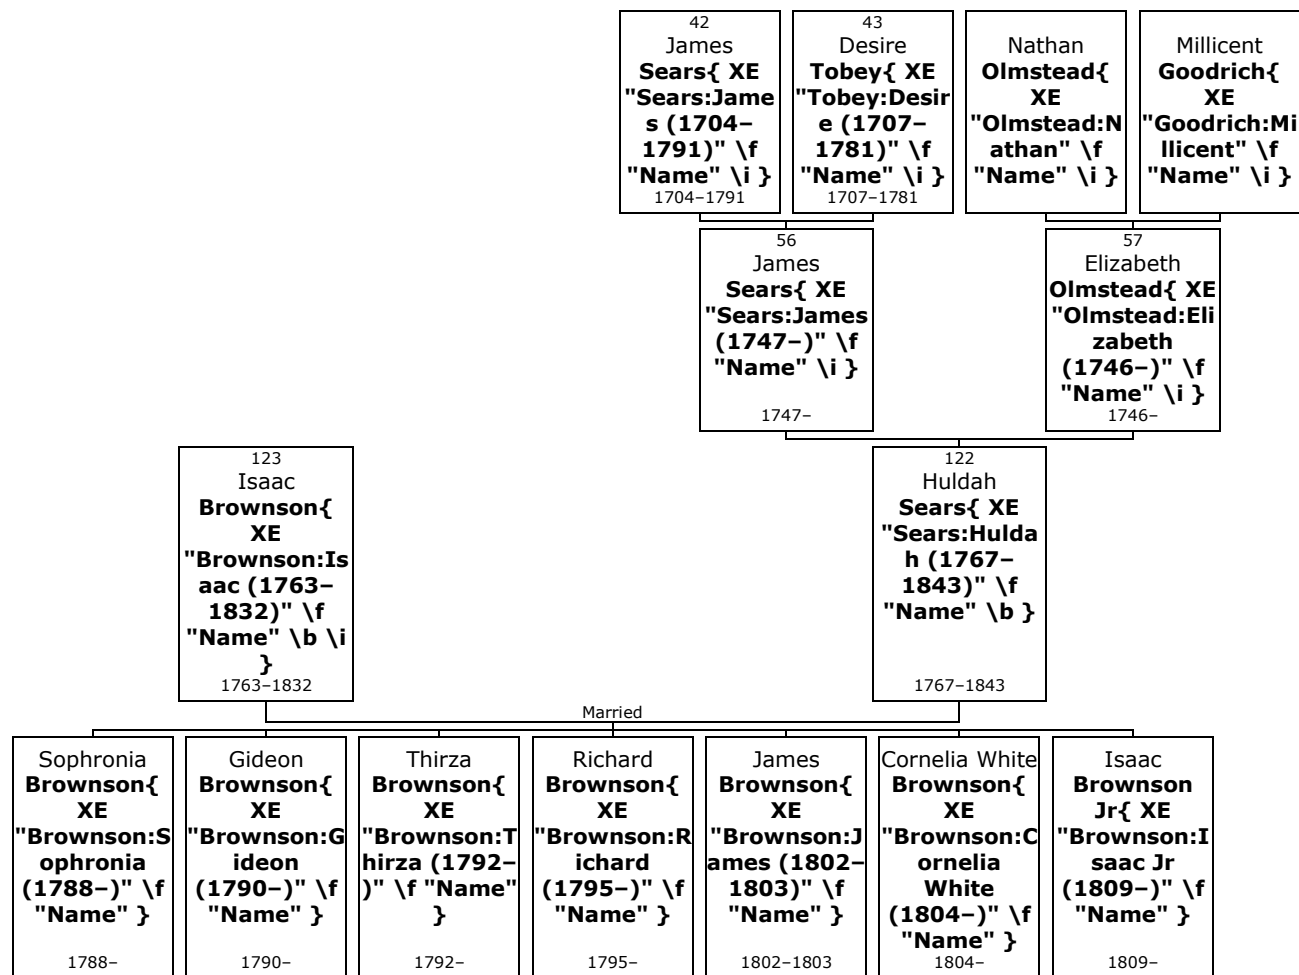 42
James
Sears{ XE
"Sears:Jame
s (1704–
1791)" \f
"Name" \i }
1704–1791
43
Desire
Tobey{ XE
"Tobey:Desir
e (1707–
1781)" \f
"Name" \i }
1707–1781
Nathan
Olmstead{
XE
"Olmstead:N
athan" \f
"Name" \i }
Millicent
Goodrich{
XE
"Goodrich:Mi
llicent" \f
"Name" \i }
56
James
Sears{ XE
"Sears:James
(1747–)" \f
"Name" \i }
1747–
57
Elizabeth
Olmstead{ XE
"Olmstead:Eli
zabeth
(1746–)" \f
"Name" \i }
1746–
123
Isaac
Brownson{
XE
"Brownson:Is
aac (1763–
1832)" \f
"Name" \b \i
}
1763–1832
122
Huldah
Sears{ XE
"Sears:Hulda
h (1767–
1843)" \f
"Name" \b }
1767–1843
Married
Sophronia
Brownson{
XE
"Brownson:S
ophronia
(1788–)" \f
"Name" }
1788–
Gideon
Brownson{
XE
"Brownson:G
ideon
(1790–)" \f
"Name" }
1790–
Thirza
Brownson{
XE
"Brownson:T
hirza (1792–
)" \f "Name"
}
1792–
Richard
Brownson{
XE
"Brownson:R
ichard
(1795–)" \f
"Name" }
1795–
James
Brownson{
XE
"Brownson:J
ames (1802–
1803)" \f
"Name" }
1802–1803
Cornelia White
Brownson{
XE
"Brownson:C
ornelia
White
(1804–)" \f
"Name" }
1804–
Isaac
Brownson
Jr{ XE
"Brownson:I
saac Jr
(1809–)" \f
"Name" }
1809–